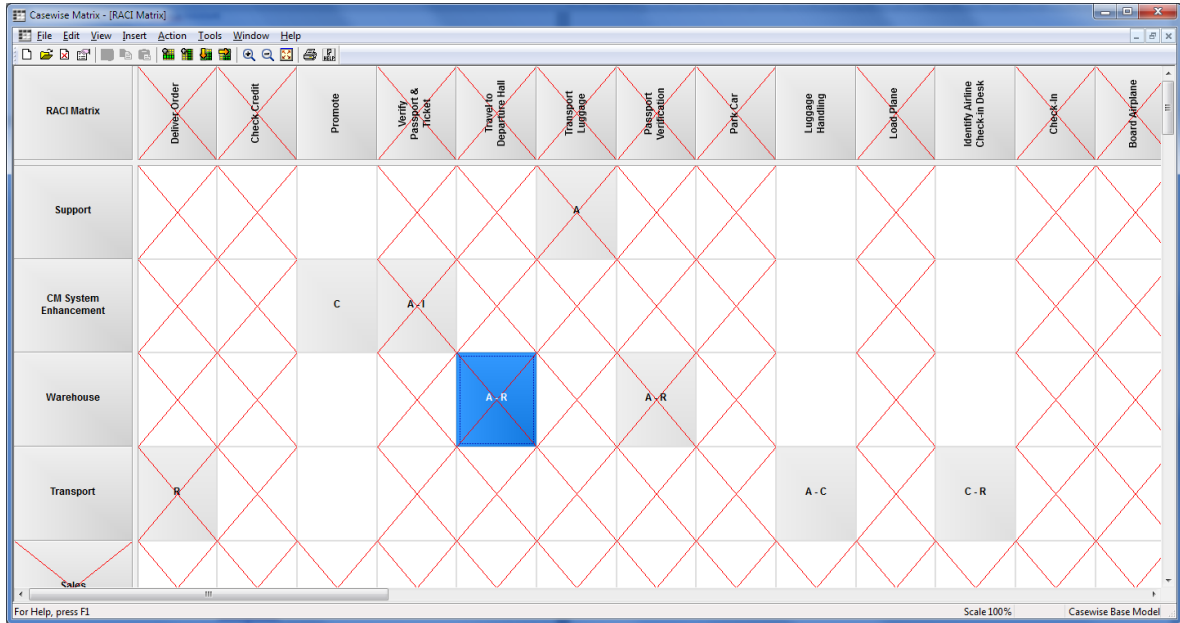 Casewise Matrix - [RACI Matrix]
File Edit View Insert Action Tools Window Help
HELP
RACI Matrix
Deliver Order
Check Credit
Promote
Verify
Passport &
Ticket
Travel to
Departure Hall
Transport
Luggage
Passport
Verification
Park Car
Luggage
Handling
Load Plane
Identify Airline
Check-in Desk
Check-In
Board Airplane
Support
A
CM System
Enhancement
C
A - I
Warehouse
A - R
A - R
Transport
R
A - C
C - R
Sales
For Help, press F1
Scale 100%
Casewise Base Model